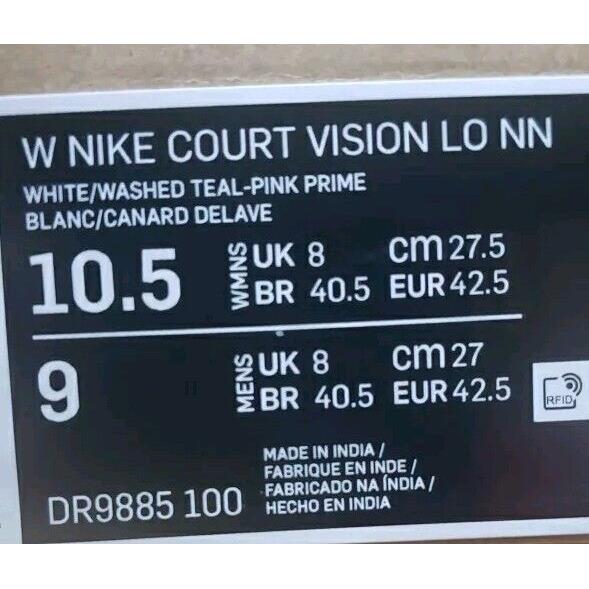 W NIKE COURT VISION LO NN
WHITE/WASHED TEAL-PINK PRIME
BLANC/CANARD DELAVE
10.5 WMNS UK 8 cm 27.5
BR 40.5 EUR 42.5
9 MENS UK 8 cm 27
BR 40.5 EUR 42.5
RFID
MADE IN INDIA /
FABRIQUE EN INDE /
FABRICADO NA ÍNDIA /
HECHO EN INDIA
DR9885 100